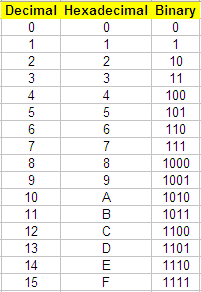 Decimal Hexadecimal Binary
0 0 0
1 1 1
2 2 10
3 3 11
4 4 100
5 5 101
6 6 110
7 7 111
8 8 1000
9 9 1001
10 A 1010
11 B 1011
12 C 1100
13 D 1101
14 E 1110
15 F 1111